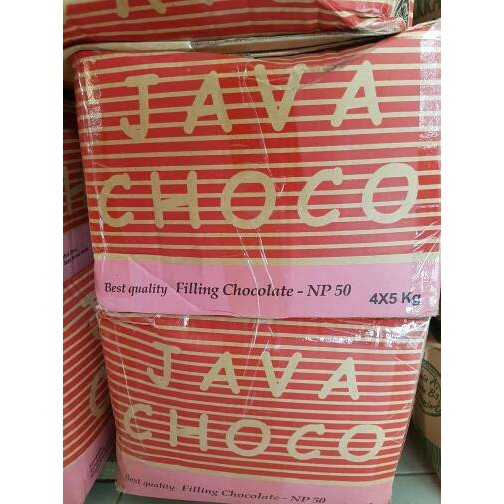 JAVA
CHOCO
Best quality Filling Chocolate - NP 50 4X5 Kg
JAVA
CHOCO
Best quality Filling Chocolate - NP 50